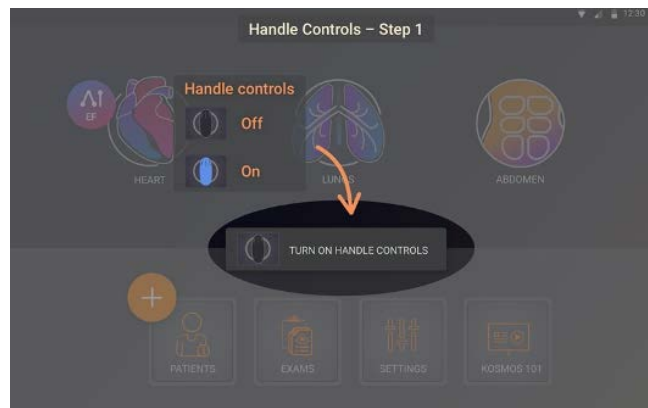 Handle Controls – Step 1
12:30
Handle controls
Off
On
EF
HEART
LUNGS
ABDOMEN
TURN ON HANDLE CONTROLS
PATIENTS
EXAMS
SETTINGS
KOSMOS 101